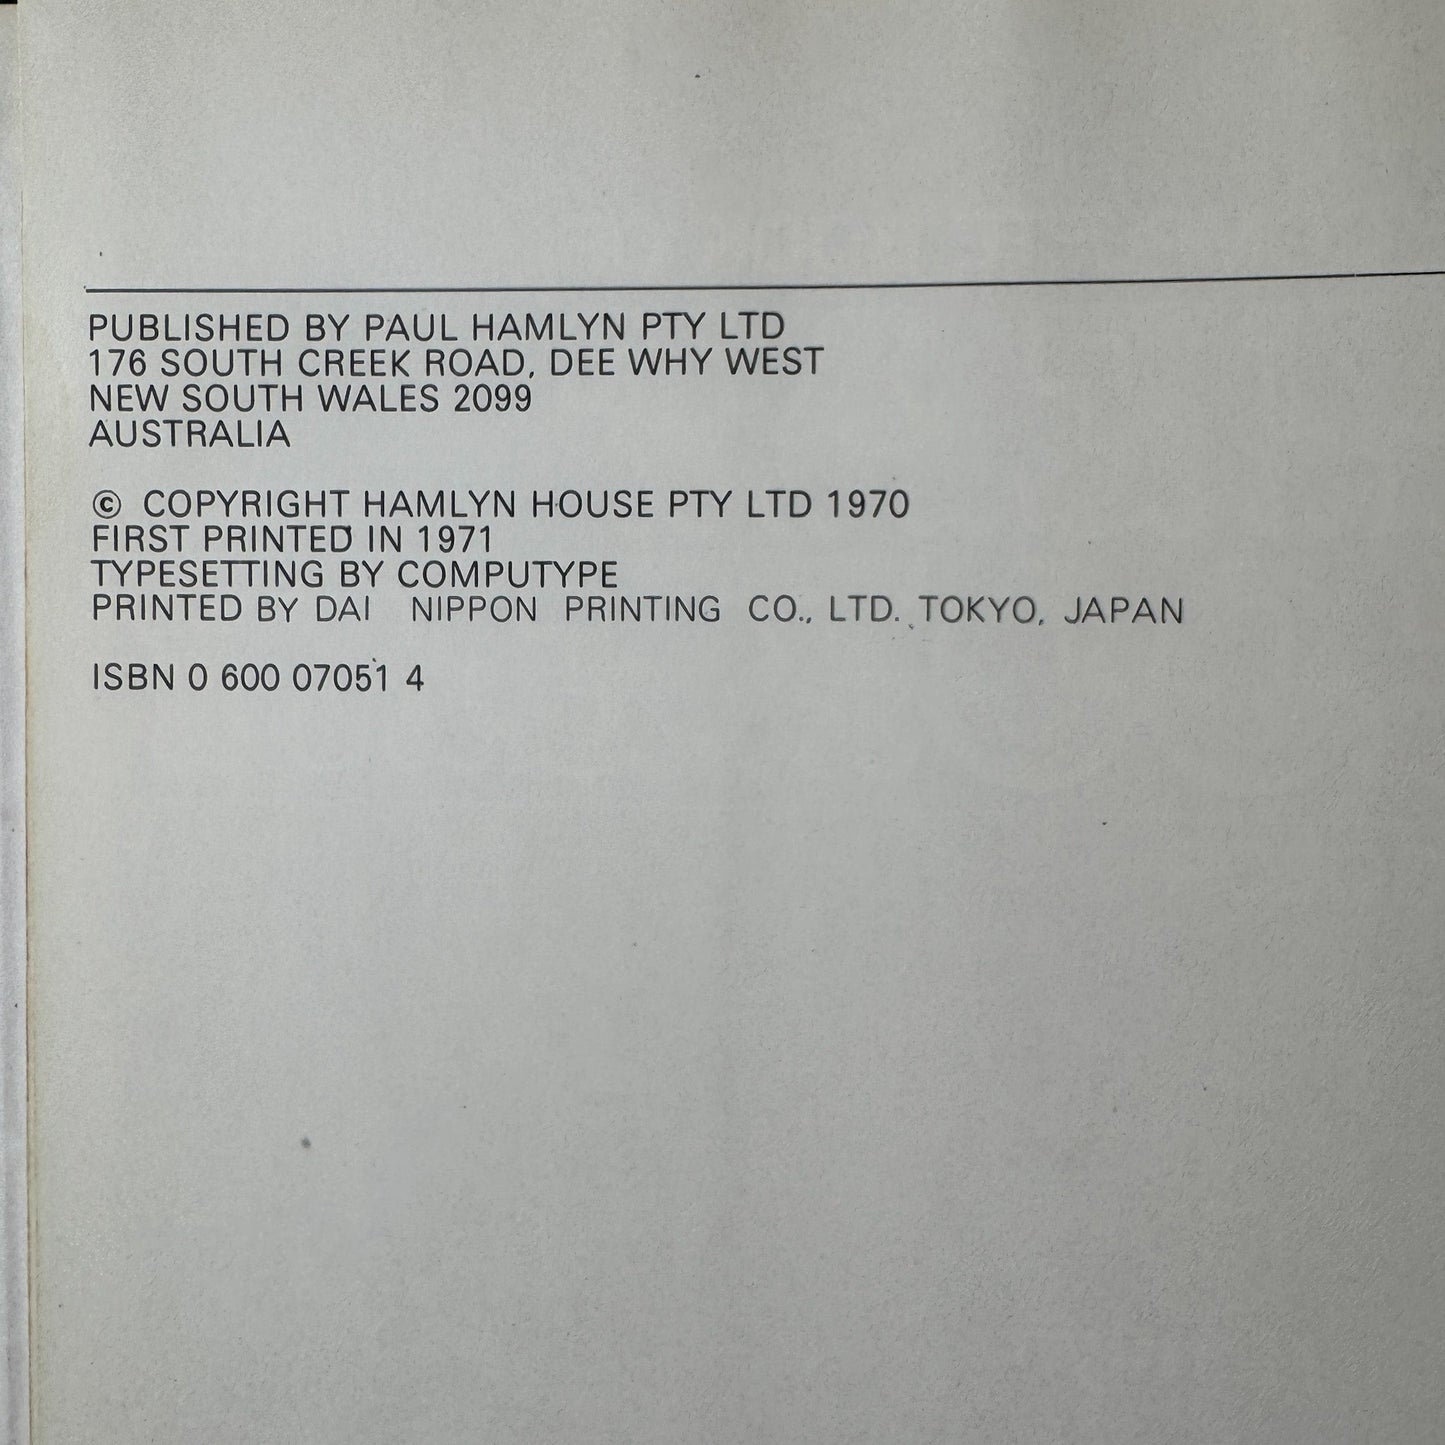 PUBLISHED BY PAUL HAMLYN PTY LTD
176 SOUTH CREEK ROAD, DEE WHY WEST
NEW SOUTH WALES 2099
AUSTRALIA
© COPYRIGHT HAMLYN HOUSE PTY LTD 1970
FIRST PRINTED IN 1971
TYPESETTING BY COMPUTYPE
PRINTED BY DAI NIPPON PRINTING CO., LTD. TOKYO, JAPAN
ISBN 0 600 07051 4